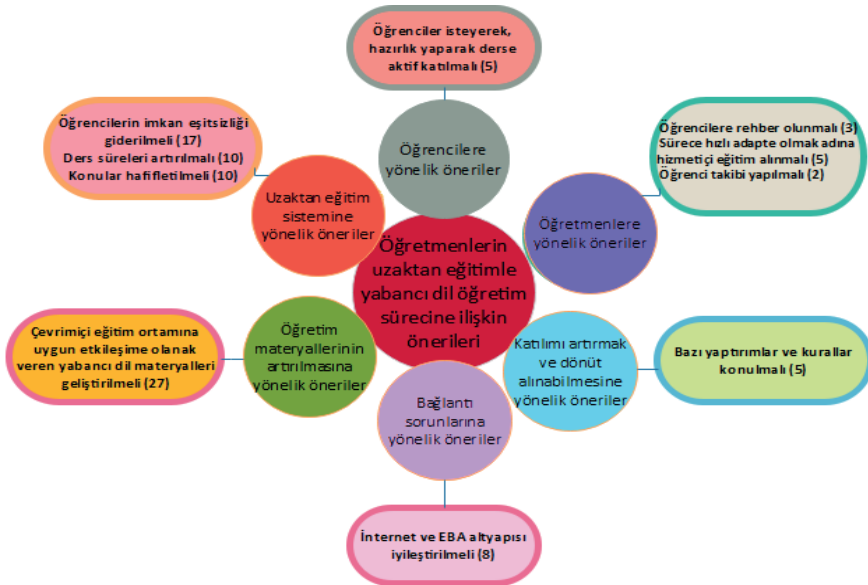 Öğrenciler isteyerek,
hazırlık yaparak derse
aktif katılmalı (5)
Öğrencilere
yönelik öneriler
Öğrencilerin imkan eşitsizliği
giderilmeli (17)
Ders süreleri artırılmalı (10)
Konular hafifletilmeli (10)
Uzaktan eğitim
sistemine
yönelik öneriler
Öğrencilere rehber olunmalı (3)
Sürece hızlı adapte olmak adına
hizmetiçi eğitim alınmalı (5)
Öğrenci takibi yapılmalı (2)
Öğretmenlere
yönelik öneriler
Öğretmenlerin
uzaktan eğitimle
yabancı dil öğretim
sürecine ilişkin
önerileri
Çevrimiçi eğitim ortamına
uygun etkileşime olanak
veren yabancı dil materyalleri
geliştirilmeli (27)
Öğretim
materyallerinin
artırılmasına
yönelik öneriler
Katılımı artırmak
ve dönüt
alınabilmesine
yönelik öneriler
Bazı yaptırımlar ve kurallar
konulmalı (5)
Bağlantı
sorunlarına
yönelik öneriler
İnternet ve EBA altyapısı
iyileştirilmeli (8)